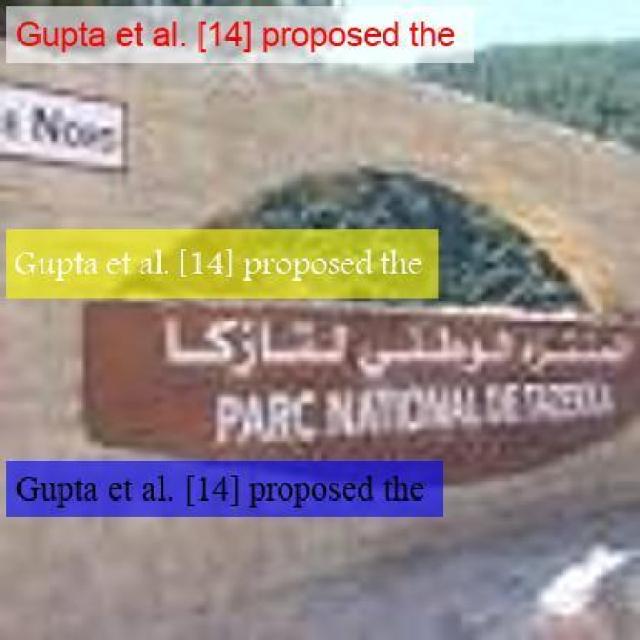 Gupta et al. [14] proposed the
Gupta et al. [14] proposed the
المنتزه الوطني لتازكا
PARC NATIONAL DE TAZEKKA
Gupta et al. [14] proposed the